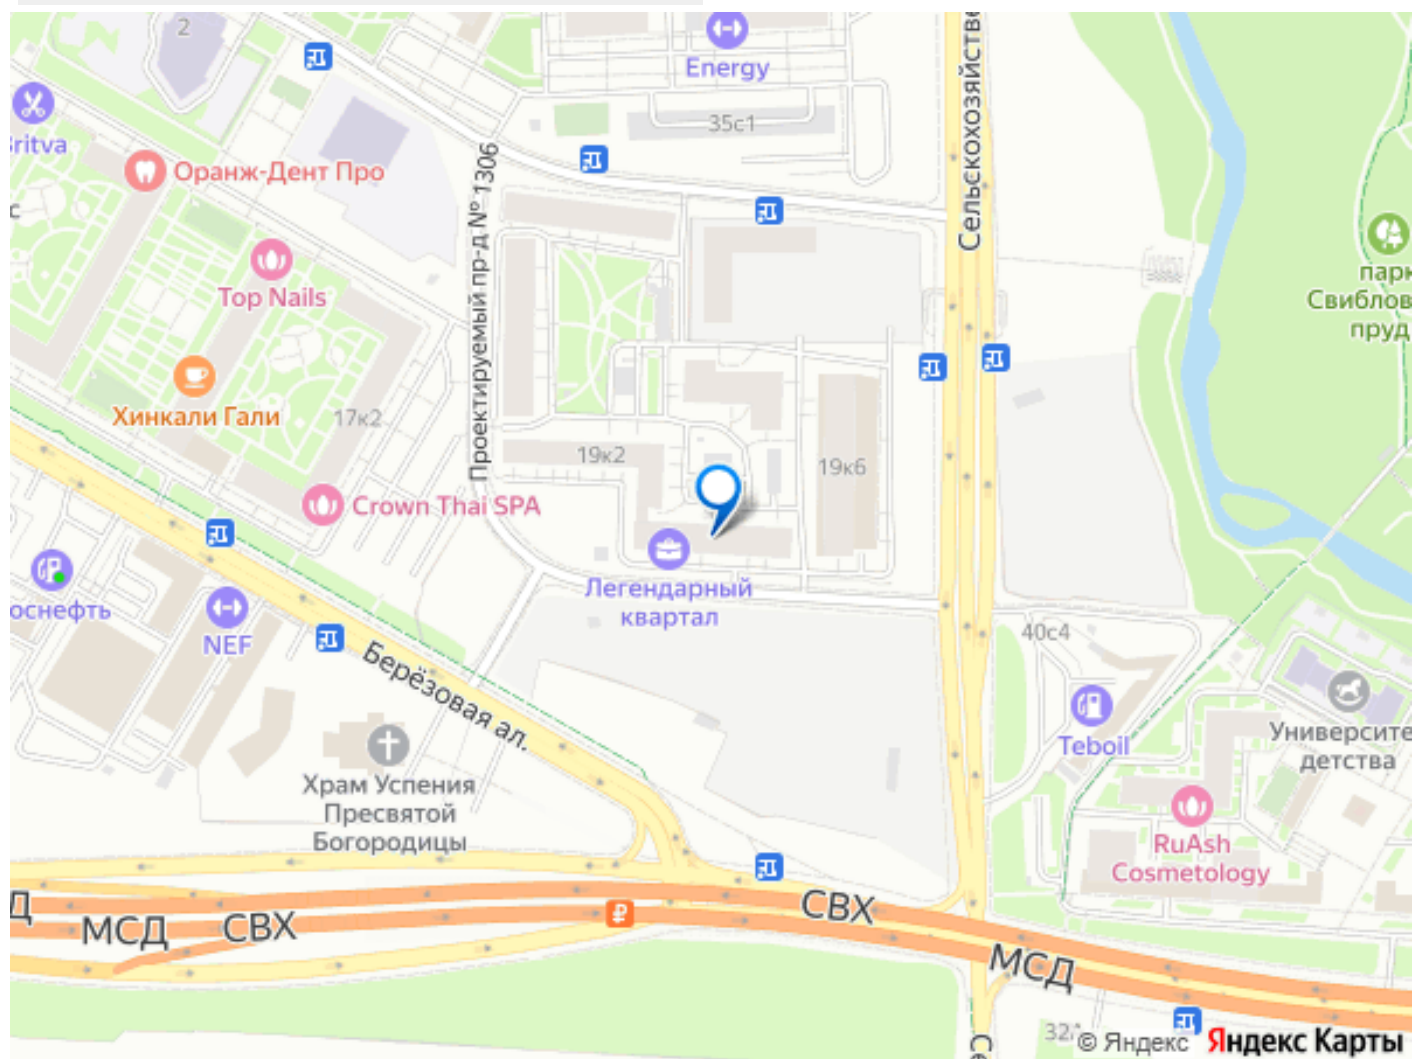 2
Energy
Сельскохозяйстве
35с1
Britva
Оранж-Дент Про
Проектируемый пр-д № 1306
парк
Свиблов
пруд
Top Nails
Хинкали Гали
17к2
19к2
19к6
Crown Thai SPA
Легендарный
квартал
оснефть
NEF
40с4
Берёзовая ал.
Teboil
Университе
детства
Храм Успения
Пресвятой
Богородицы
RuAsh
Cosmetology
Д
МСД
СВХ
СВХ
МСД
Се
© Яндекс Яндекс Карты